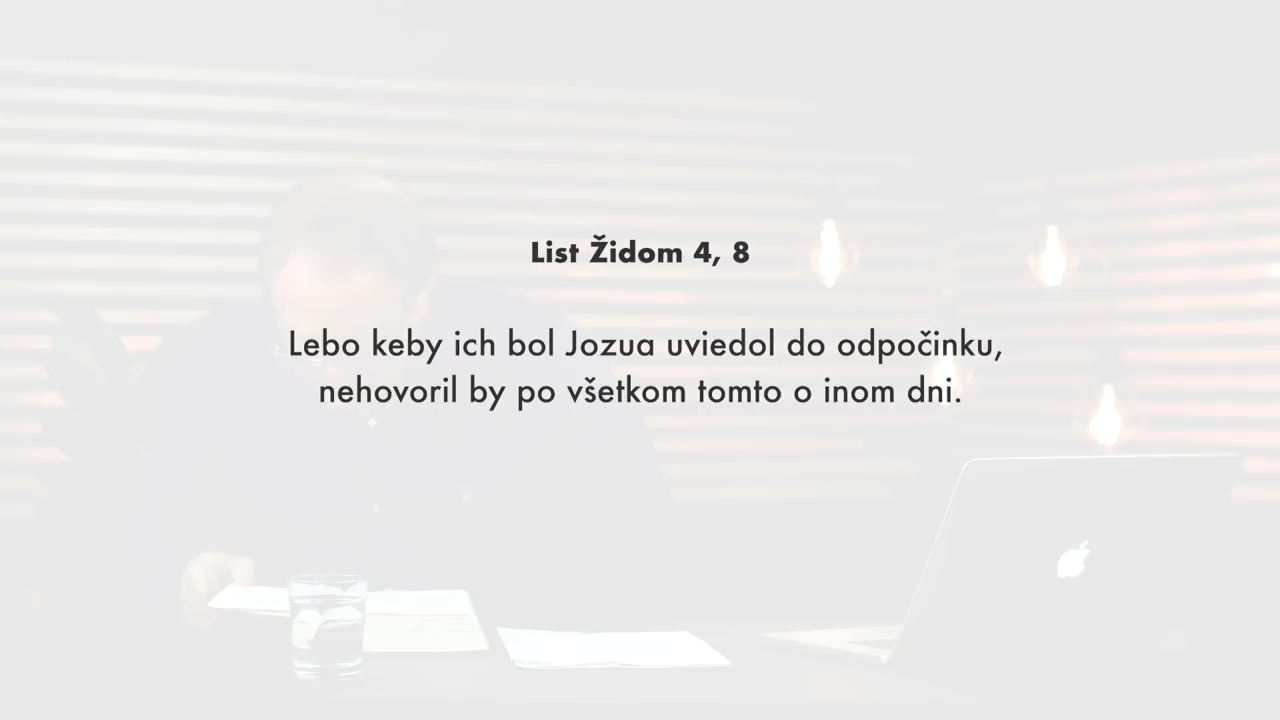 List Židom 4, 8
Lebo keby ich bol Jozua uviedol do odpočinku,
nehovoril by po všetkom tomto o inom dni.